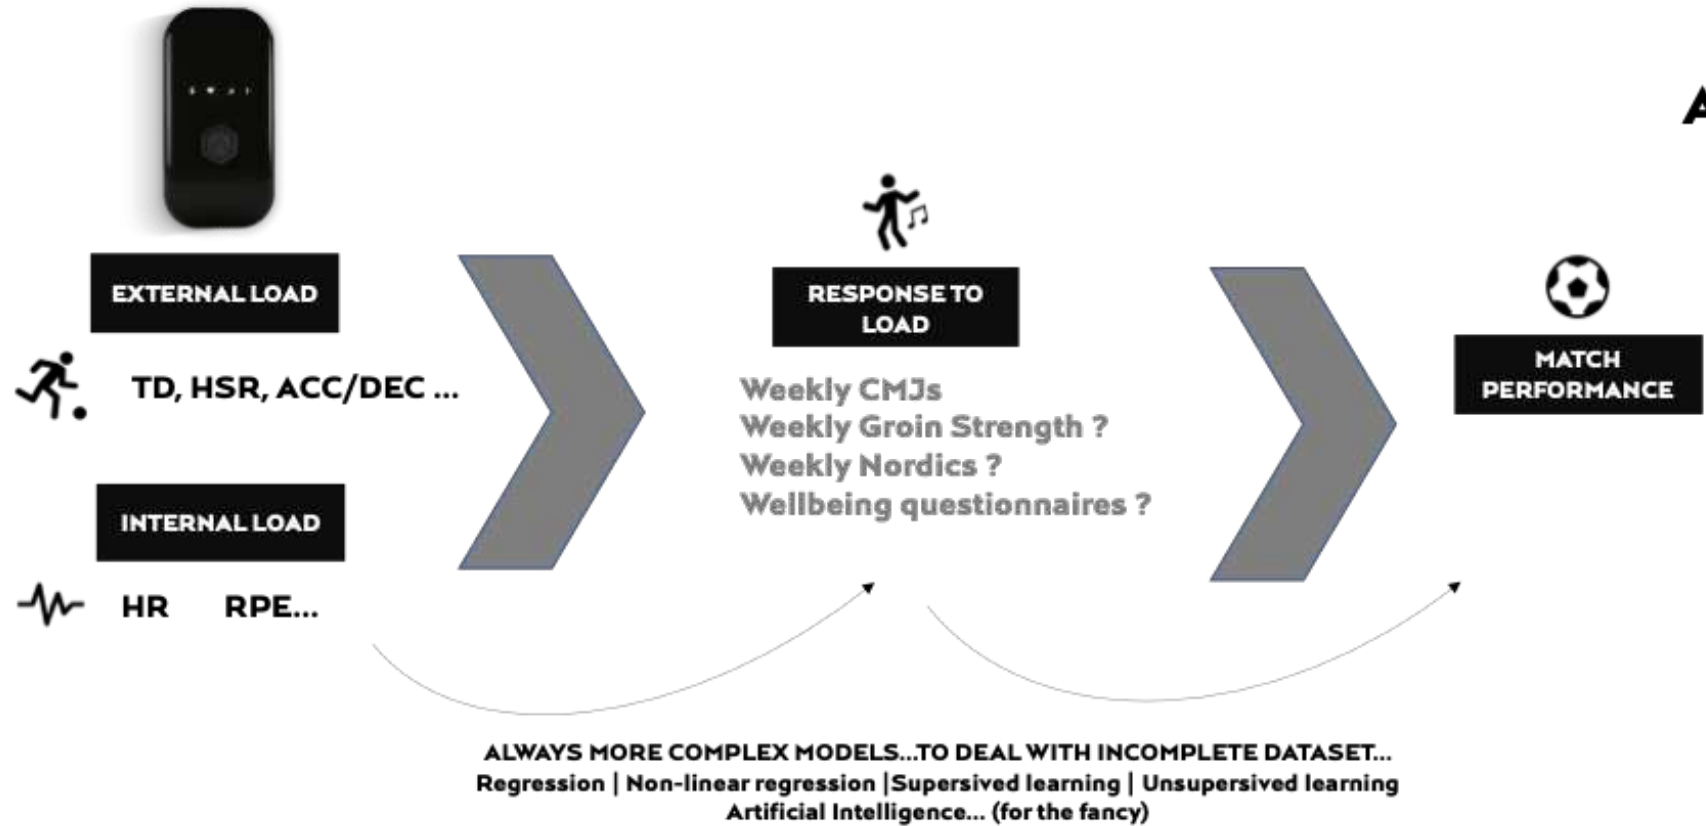 A
EXTERNAL LOAD
TD, HSR, ACC/DEC ...
INTERNAL LOAD
HR RPE...
RESPONSE TO
LOAD
Weekly CMJs
Weekly Groin Strength ?
Weekly Nordics ?
Wellbeing questionnaires ?
MATCH
PERFORMANCE
ALWAYS MORE COMPLEX MODELS...TO DEAL WITH INCOMPLETE DATASET...
Regression | Non-linear regression |Supersived learning | Unsupersived learning
Artificial Intelligence... (for the fancy)